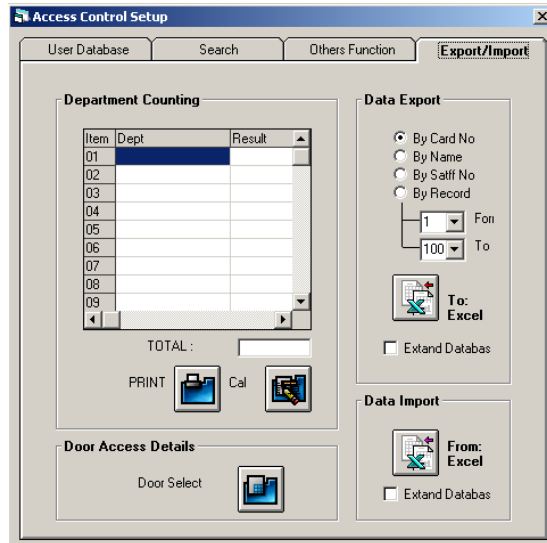 Access Control Setup
User Database
Search
Others Function
Export/Import
Department Counting
Item Dept Result
01
02
03
04
05
06
07
08
09
TOTAL :
PRINT
Cal
Door Access Details
Door Select
Data Export
By Card No
By Name
By Satff No
By Record
1 Fon
100 To
To:
Excel
Extand Databas
Data Import
From:
Excel
Extand Databas